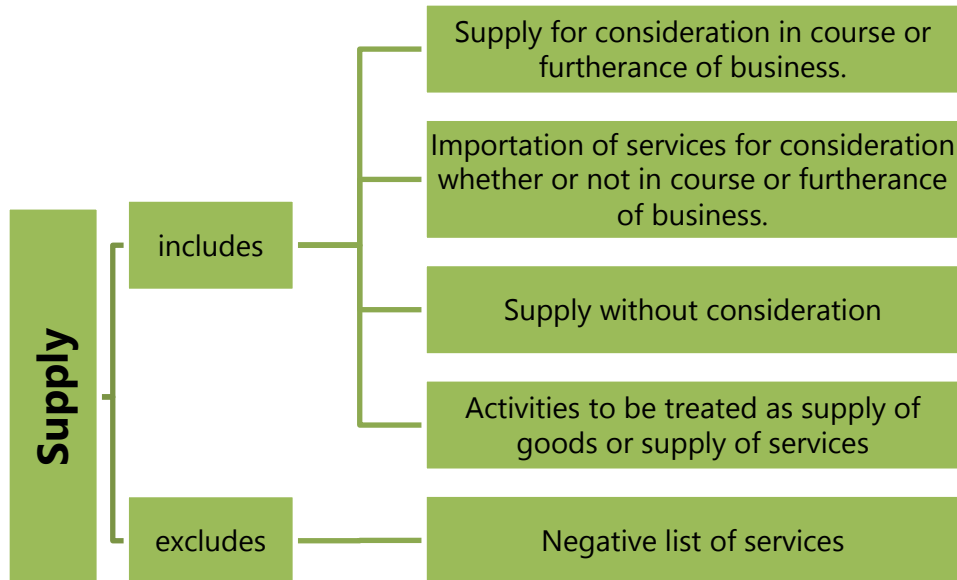 Supply
includes
Supply for consideration in course or
furtherance of business.
Importation of services for consideration
whether or not in course or furtherance
of business.
Supply without consideration
Activities to be treated as supply of
goods or supply of services
excludes
Negative list of services